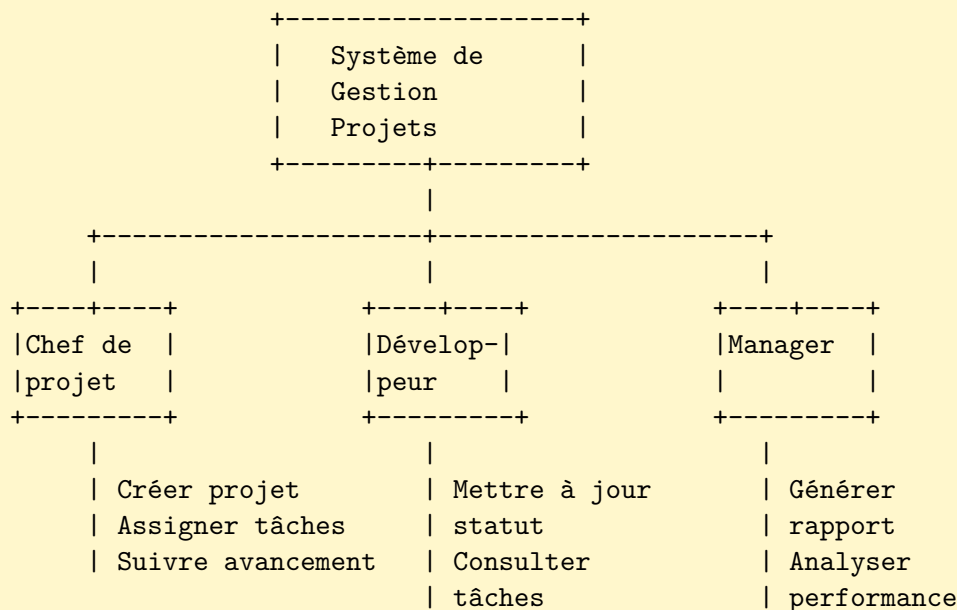 +-------------------+
|   Système de      |
|   Gestion         |
|   Projets         |
+---------+---------+
|
+---------------------+---------------------+
|                     |                     |
+----+----+            +----+----+            +----+----+
|Chef de  |            |Dévelop-|             |Manager  |
|projet   |            |peur   |              |         |
+---------+            +---------+            +---------+
|                     |                     |
| Créer projet        | Mettre à jour       | Générer
| Assigner tâches     | statut              | rapport
| Suivre avancement   | Consulter           | Analyser
| tâches              | performance